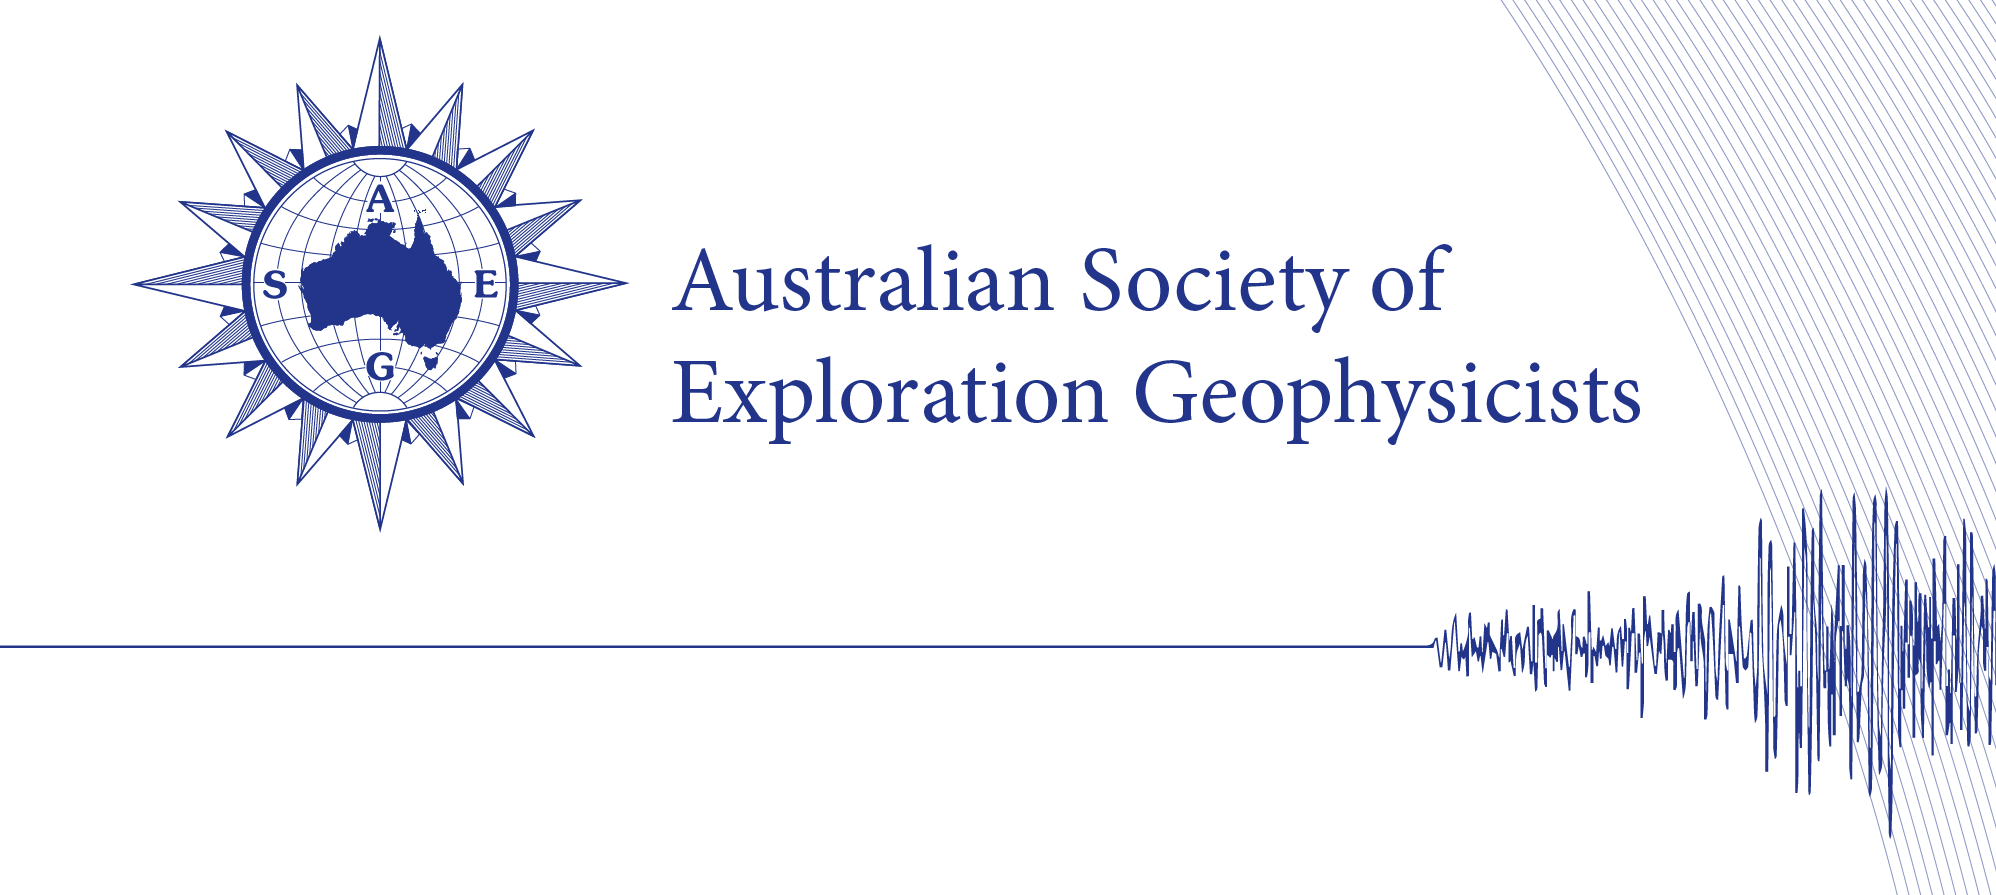 A
S
E
G
Australian Society of
Exploration Geophysicists